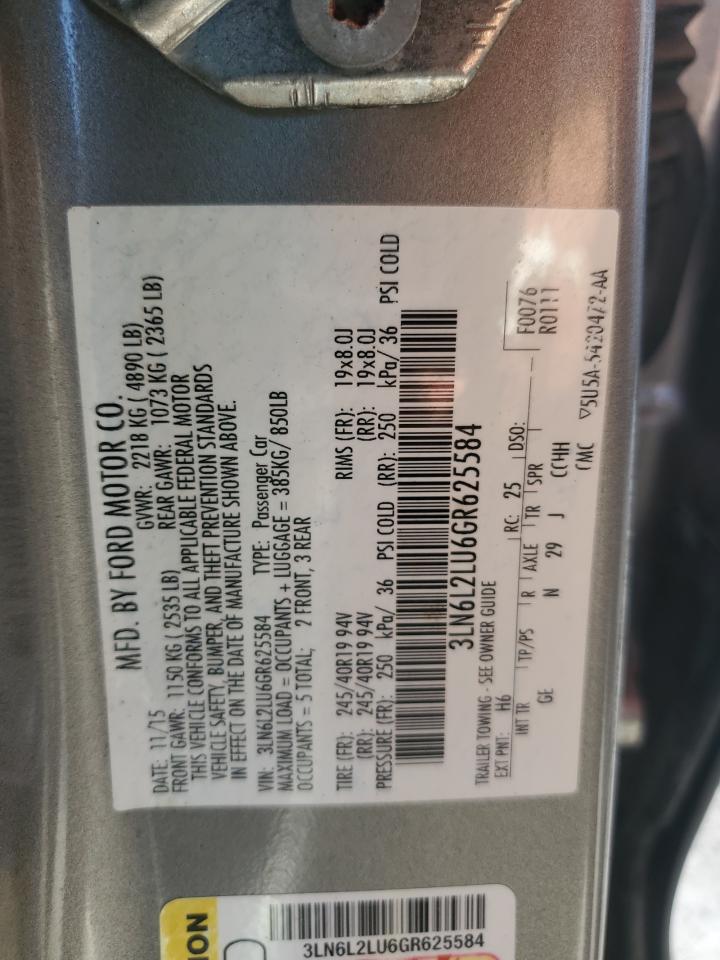 MFD. BY FORD MOTOR CO.
DATE: 11/15 GVWR: 2218 KG ( 4890 LB)
FRONT GAWR: 1150 KG ( 2535 LB) REAR GAWR: 1073 KG ( 2365 LB)
THIS VEHICLE CONFORMS TO ALL APPLICABLE FEDERAL MOTOR
VEHICLE SAFETY, BUMPER, AND THEFT PREVENTION STANDARDS
IN EFFECT ON THE DATE OF MANUFACTURE SHOWN ABOVE.
VIN: 3LN6L2LU6GR625584 TYPE: Passenger Car
MAXIMUM LOAD = OCCUPANTS + LUGGAGE = 385KG/ 850LB
OCCUPANTS = 5 TOTAL; 2 FRONT, 3 REAR
TIRE (FR): 245/40R19 94V RIMS (FR): 19x8.0J
(RR): 245/40R19 94V (RR): 19x8.0J
PRESSURE (FR): 250 kPa/ 36 PSI COLD (RR): 250 kPa/ 36 PSI COLD
3LN6L2LU6GR625584
TRAILER TOWING - SEE OWNER GUIDE
EXT PNT: H6 RC: 25 DSO: F0076
R0111
INT TR TP/PS R AXLE TR SPR
GE N 29 J CCHH
▽5U5A-5420472-AA
3LN6L2LU6GR625584